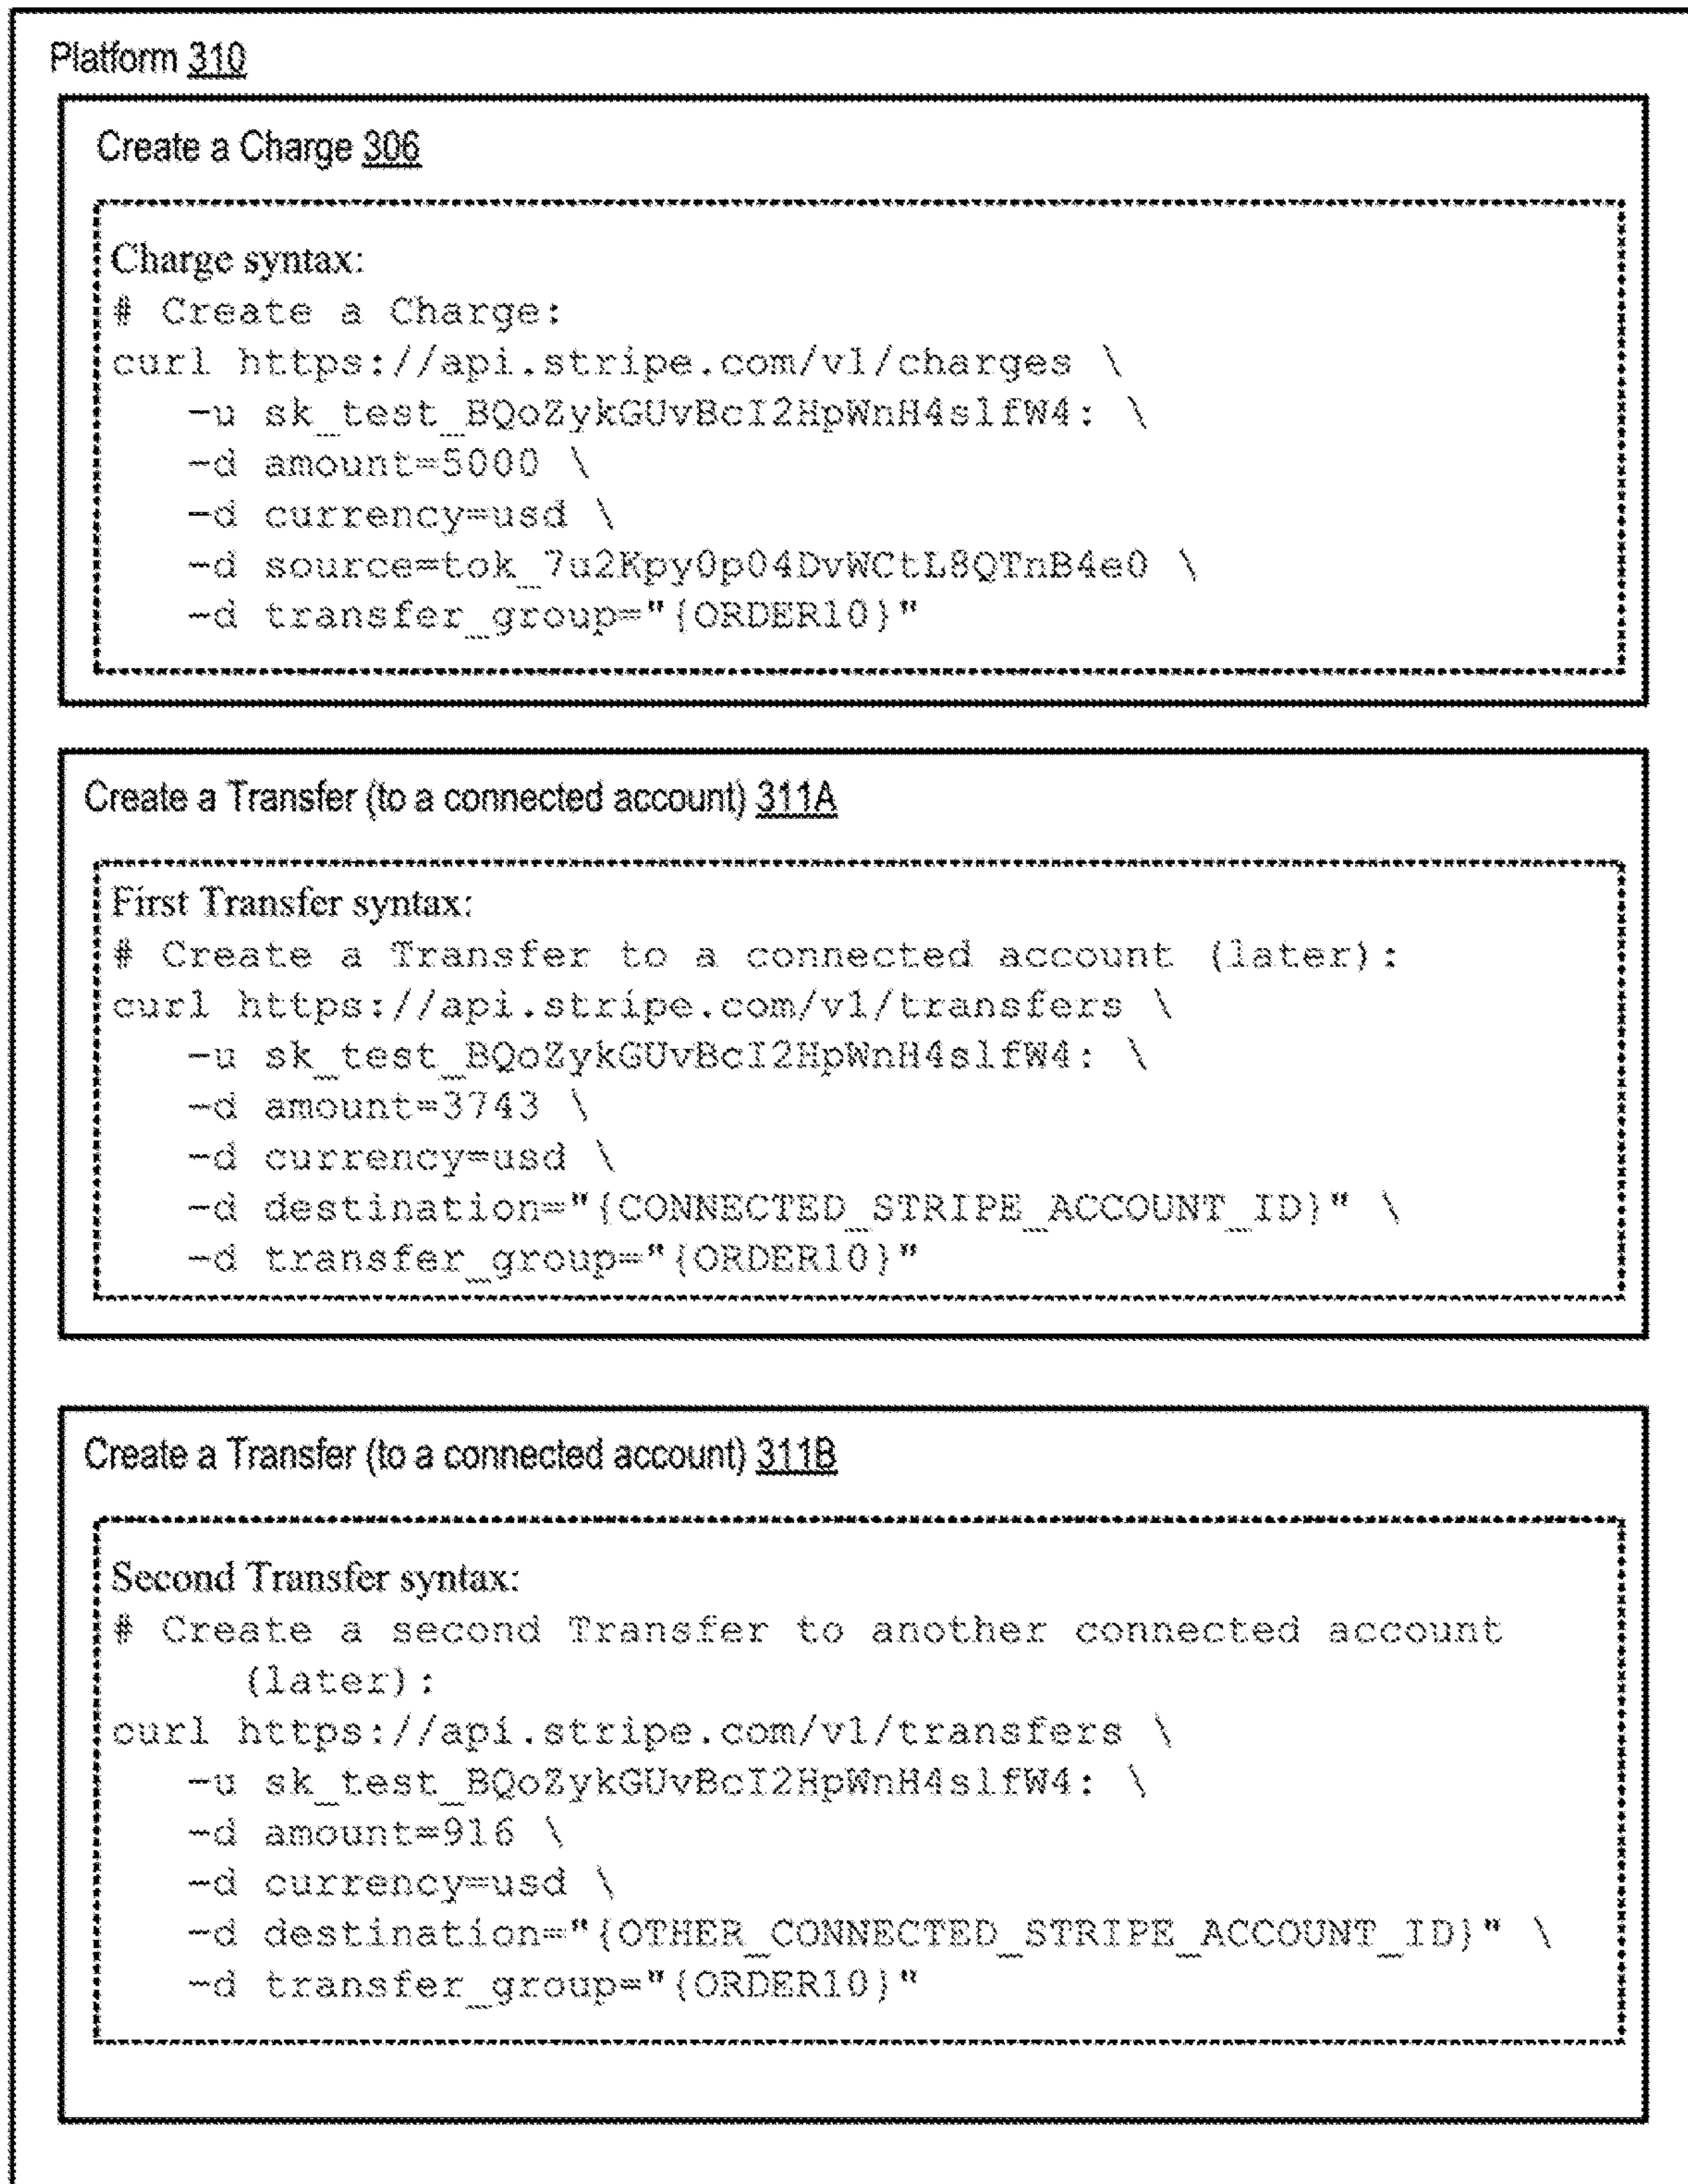 Platform 310
Create a Charge 306
Charge syntax:
# Create a Charge:
curl https://api.stripe.com/v1/charges \
-u sk_test_BQoZykGUvBcI2HpWnH4slfW4: \
-d amount=5000 \
-d currency=usd \
-d source=tok_7u2Kpy0p04DvWCtL8QTnB4e0 \
-d transfer_group="{ORDER10}"
Create a Transfer (to a connected account) 311A
First Transfer syntax:
# Create a Transfer to a connected account (later):
curl https://api.stripe.com/v1/transfers \
-u sk_test_BQoZykGUvBcI2HpWnH4slfW4: \
-d amount=3743 \
-d currency=usd \
-d destination="{CONNECTED_STRIPE_ACCOUNT_ID}" \
-d transfer_group="{ORDER10}"
Create a Transfer (to a connected account) 311B
Second Transfer syntax:
# Create a second Transfer to another connected account
(later):
curl https://api.stripe.com/v1/transfers \
-u sk_test_BQoZykGUvBcI2HpWnH4slfW4: \
-d amount=916 \
-d currency=usd \
-d destination="{OTHER_CONNECTED_STRIPE_ACCOUNT_ID}" \
-d transfer_group="{ORDER10}"